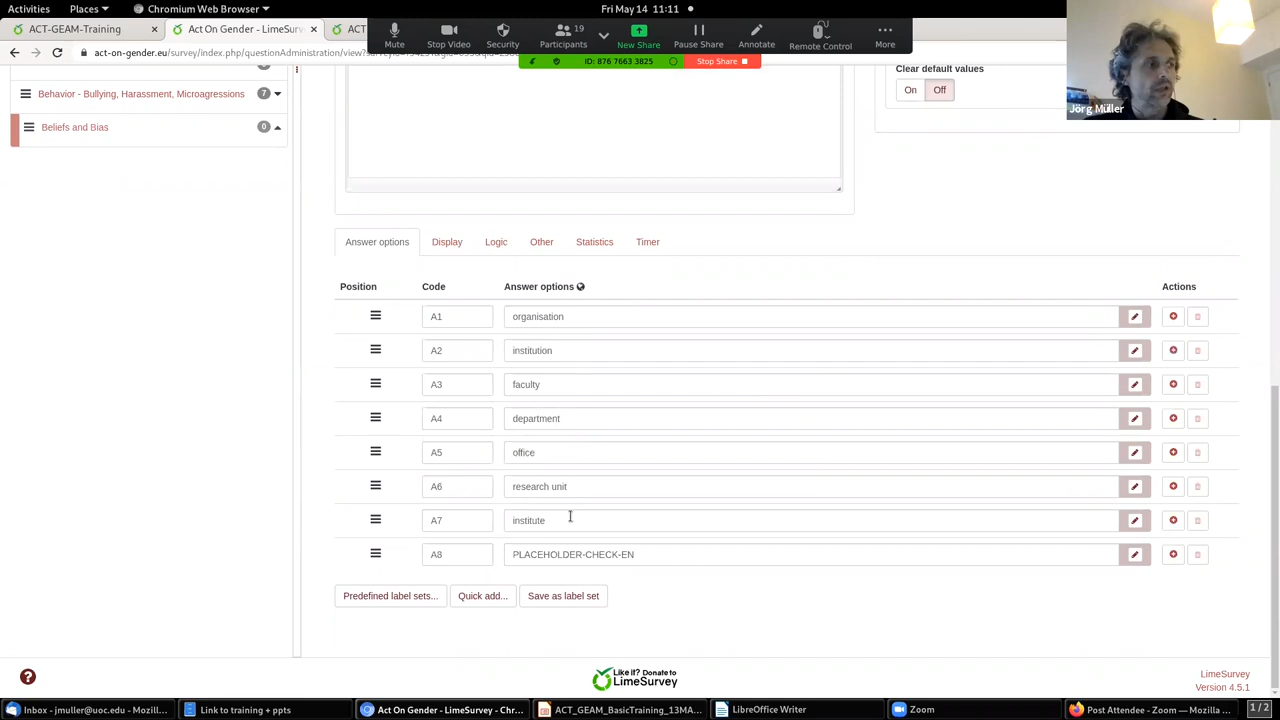 Activities Places Chromium Web Browser Fri May 14 11:11
ACT-GEAM-Training × Act On Gender - LimeSurv × ACT
act-on-gender.eu/survey/index.php/questionAdministration/view?
Mute Stop Video Security Participants 19 New Share Pause Share Annotate Remote Control More
ID: 876 7663 3825 Stop Share
Jörg Müller
Behavior - Bullying, Harassment, Microagressions 7
Beliefs and Bias 0
Clear default values
On Off
Answer options Display Logic Other Statistics Timer
Position Code Answer options Actions
A1 organisation
A2 institution
A3 faculty
A4 department
A5 office
A6 research unit
A7 institute
A8 PLACEHOLDER-CHECK-EN
Predefined label sets... Quick add... Save as label set
Like it? Donate to
LimeSurvey
LimeSurvey
Version 4.5.1
Inbox - jmuller@uoc.edu - Mozill... Link to training + ppts Act On Gender - LimeSurvey - Chr... ACT_GEAM_BasicTraining_13MA... LibreOffice Writer Zoom Post Attendee - Zoom — Mozilla ... 1 / 2